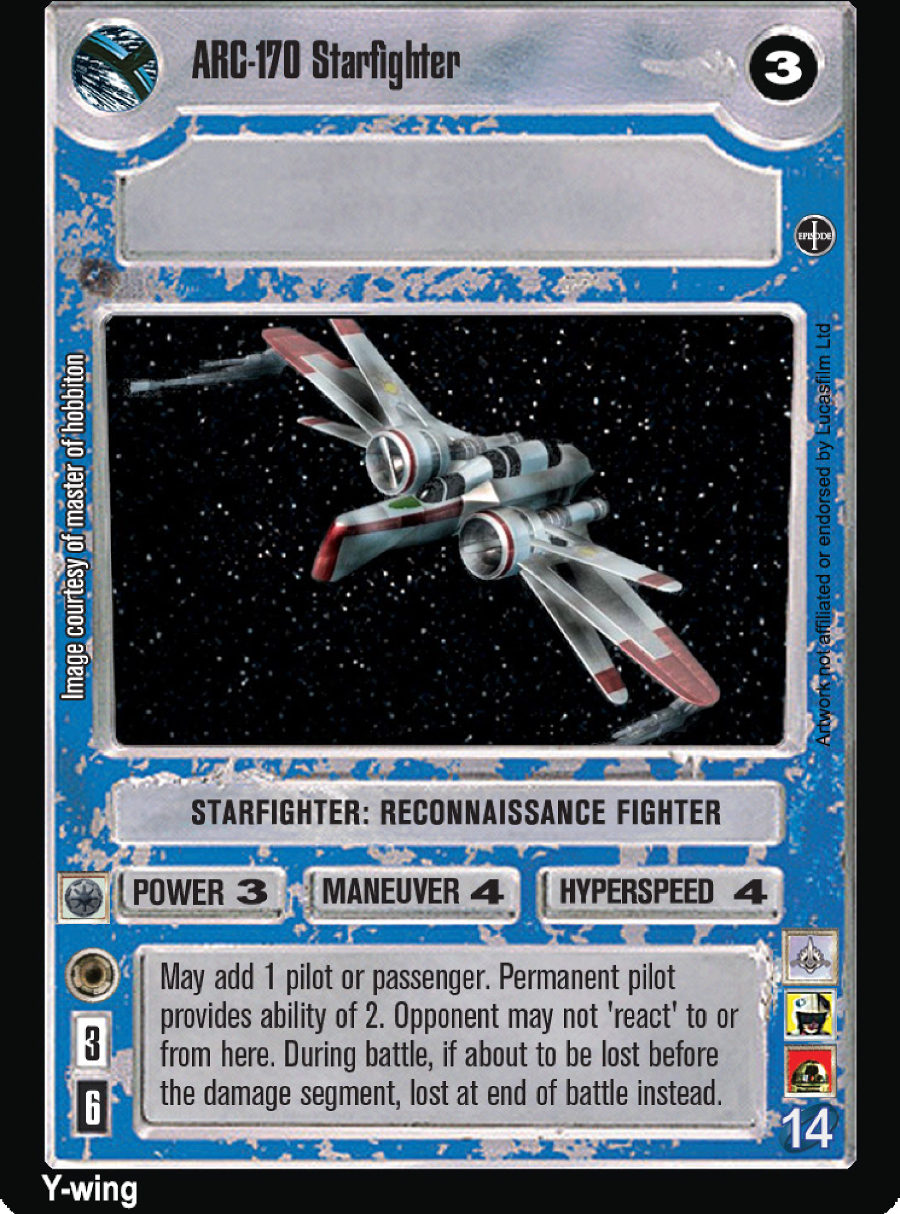 ARC-170 Starfighter
3
EPISODE
I
Image courtesy of master of hobbiton
Artwork not affiliated or endorsed by Lucasfilm Ltd
STARFIGHTER: RECONNAISSANCE FIGHTER
POWER 3
MANEUVER 4
HYPERSPEED 4
May add 1 pilot or passenger. Permanent pilot
provides ability of 2. Opponent may not 'react' to or
from here. During battle, if about to be lost before
the damage segment, lost at end of battle instead.
3
6
14
Y-wing